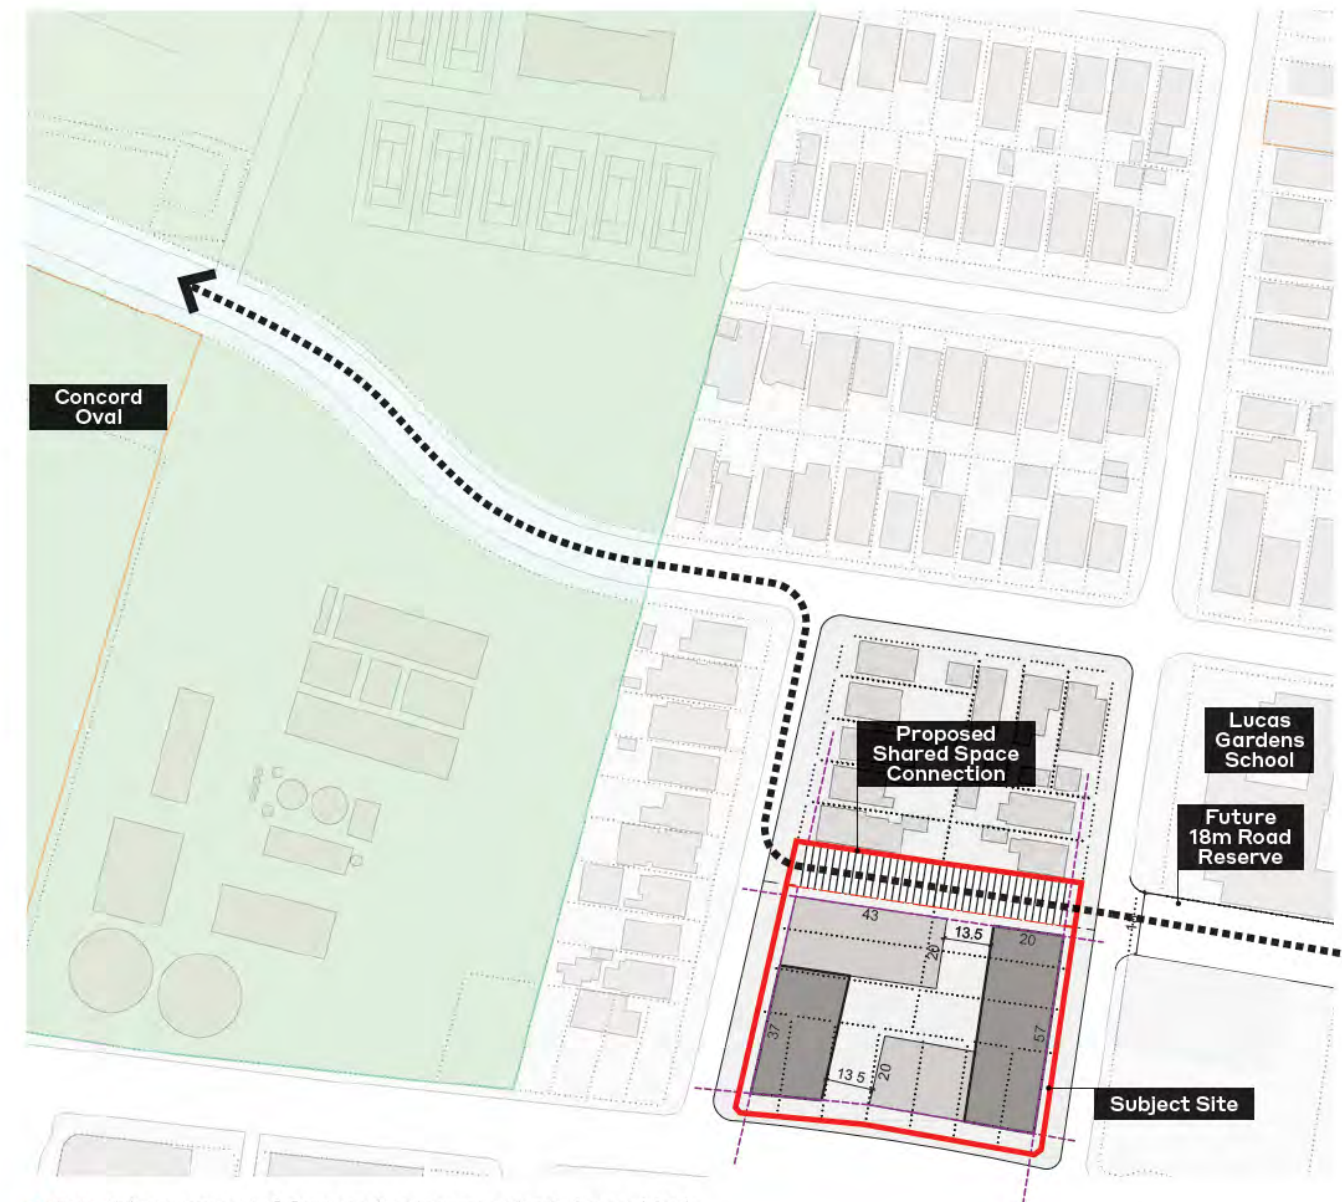 Concord
Oval
Proposed
Shared Space
Connection
Lucas
Gardens
School
Future
18m Road
Reserve
43
20
13.5
20
37
13 5
20
57
Subject Site